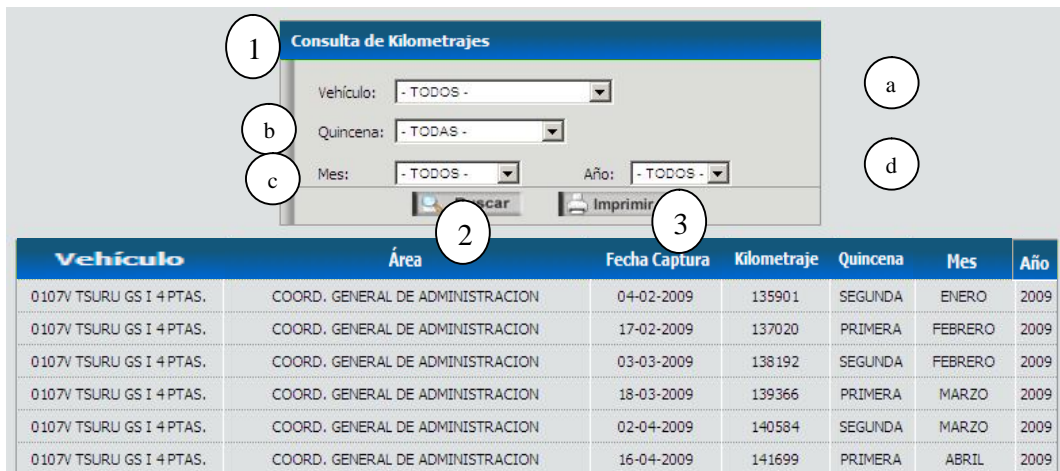 1 Consulta de Kilometrajes
Vehículo: - TODOS - a
b Quincena: - TODAS -
c Mes: - TODOS - Año: - TODOS - d
Buscar Imprimir
2 3
Vehículo Área Fecha Captura Kilometraje Quincena Mes Año
0107V TSURU GS I 4 PTAS. COORD. GENERAL DE ADMINISTRACION 04-02-2009 135901 SEGUNDA ENERO 2009
0107V TSURU GS I 4 PTAS. COORD. GENERAL DE ADMINISTRACION 17-02-2009 137020 PRIMERA FEBRERO 2009
0107V TSURU GS I 4 PTAS. COORD. GENERAL DE ADMINISTRACION 03-03-2009 138192 SEGUNDA FEBRERO 2009
0107V TSURU GS I 4 PTAS. COORD. GENERAL DE ADMINISTRACION 18-03-2009 139366 PRIMERA MARZO 2009
0107V TSURU GS I 4 PTAS. COORD. GENERAL DE ADMINISTRACION 02-04-2009 140584 SEGUNDA MARZO 2009
0107V TSURU GS I 4 PTAS. COORD. GENERAL DE ADMINISTRACION 16-04-2009 141699 PRIMERA ABRIL 2009